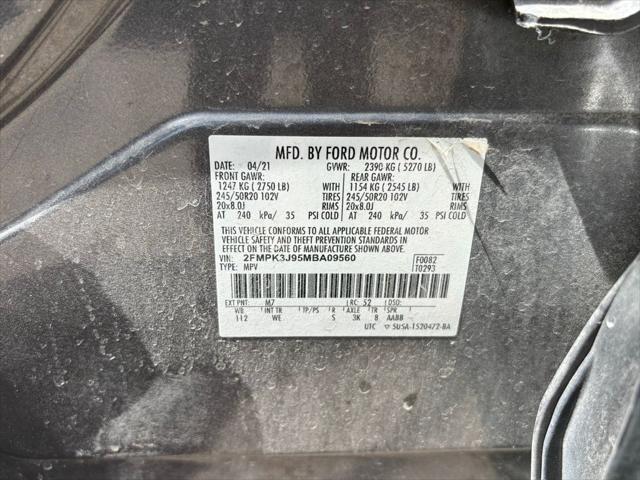 MFD. BY FORD MOTOR CO.
DATE: 04/21 GVWR: 2390 KG ( 5270 LB)
FRONT GAWR: REAR GAWR:
1247 KG ( 2750 LB) WITH 1154 KG ( 2545 LB) WITH
245/50R20 102V TIRES 245/50R20 102V TIRES
20x8.0J RIMS 20x8.0J RIMS
AT 240 kPa/ 35 PSI COLD AT 240 kPa/ 35 PSI COLD
THIS VEHICLE CONFORMS TO ALL APPLICABLE FEDERAL MOTOR
VEHICLE SAFETY AND THEFT PREVENTION STANDARDS IN
EFFECT ON THE DATE OF MANUFACTURE SHOWN ABOVE.
VIN: 2FMPK3J95MBA09560 F0082
TYPE: MPV T0293
EXT PNT: M7 RC: 52 DSO:
WB INT TR TP/PS R AXLE TR SPR
112 WE S 3K 8 AABB
UTC 5USA-1520472-BA